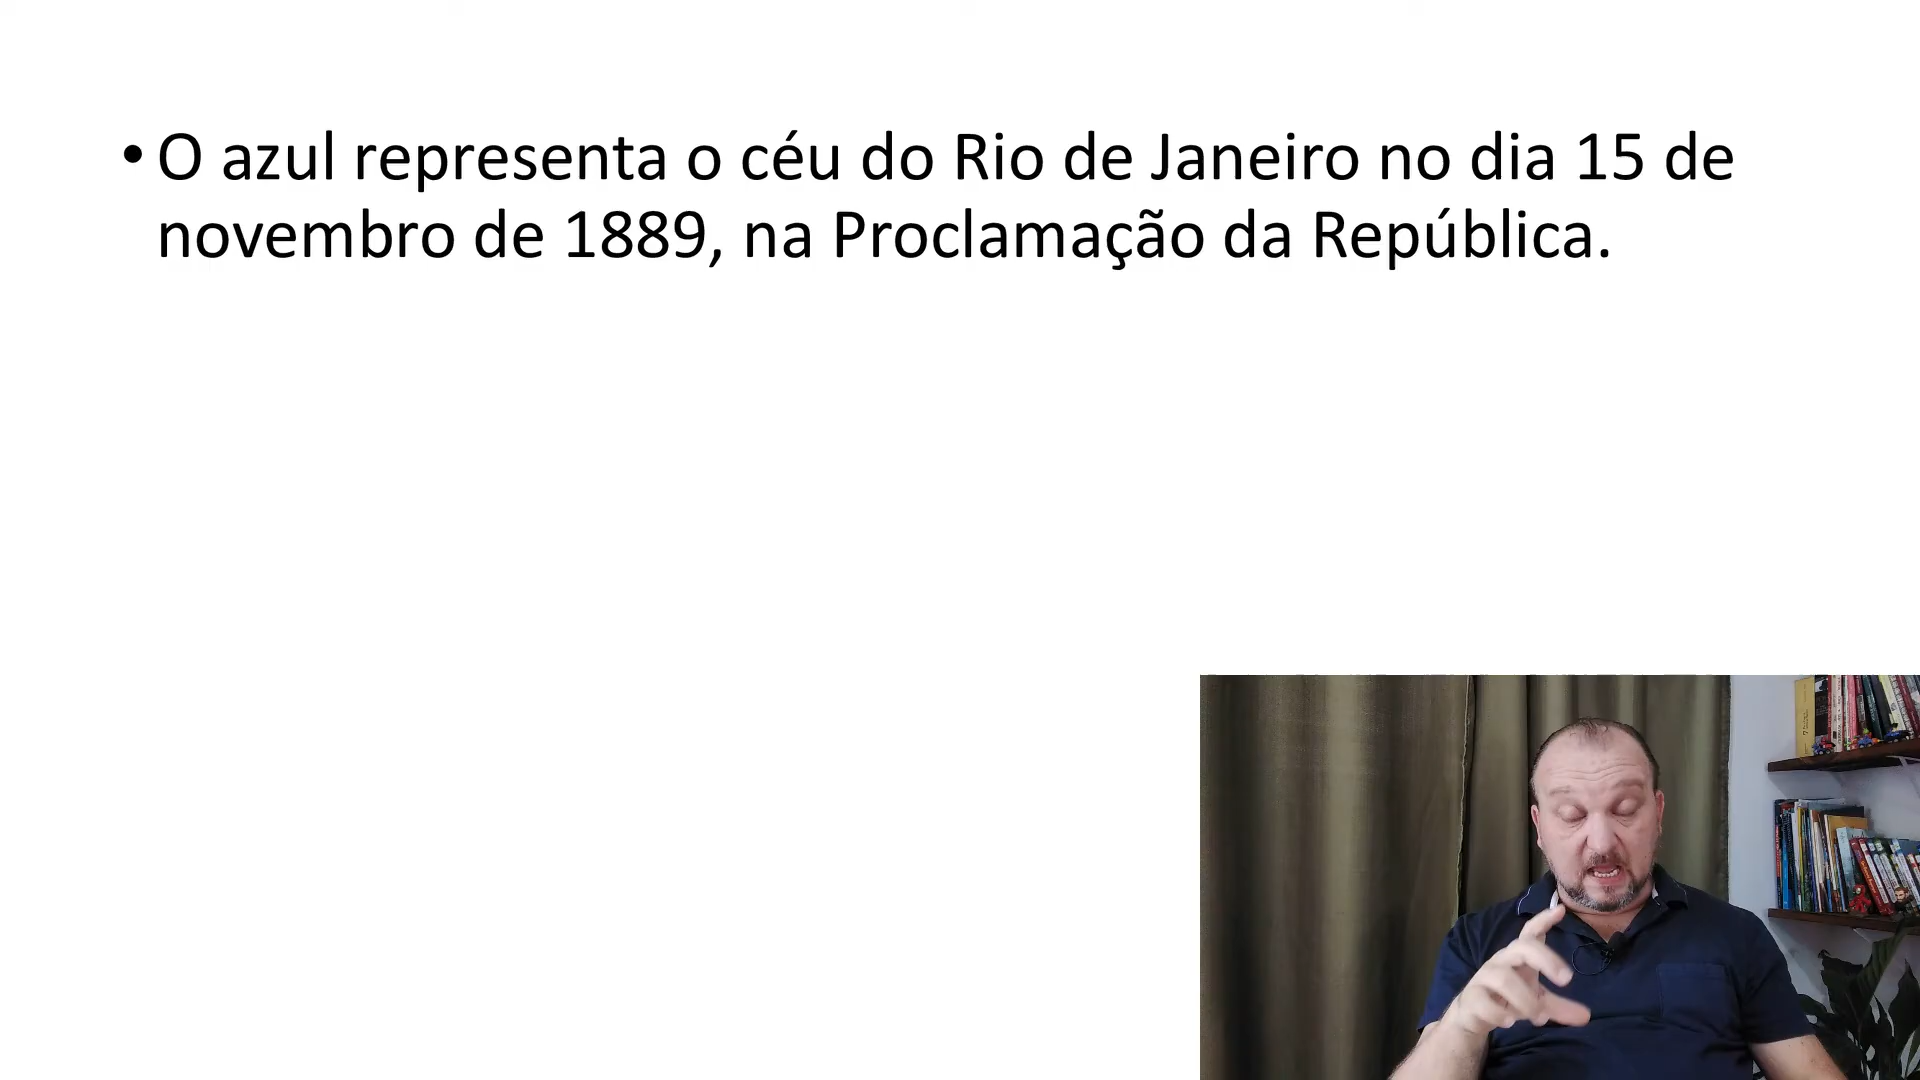 • O azul representa o céu do Rio de Janeiro no dia 15 de
novembro de 1889, na Proclamação da República.